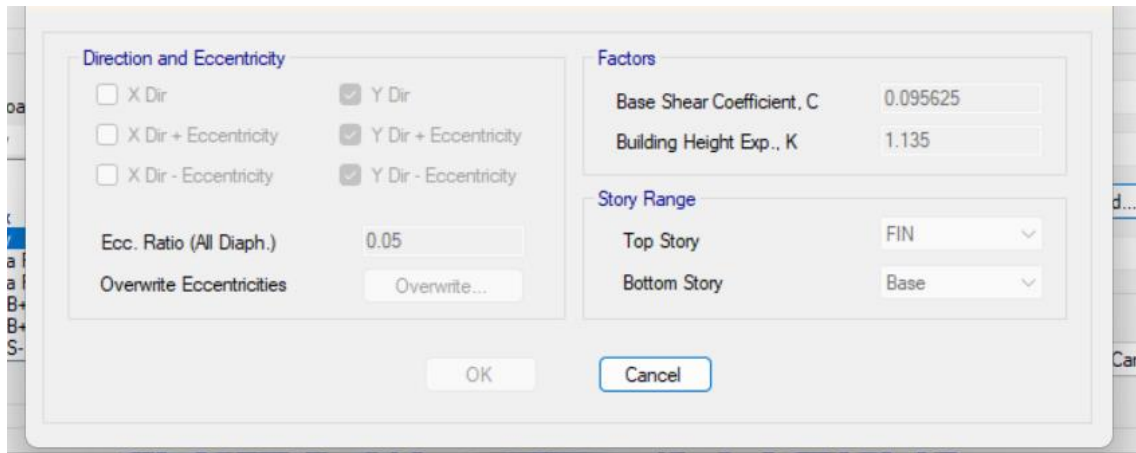 Direction and Eccentricity
X Dir
Y Dir
X Dir + Eccentricity
Y Dir + Eccentricity
X Dir - Eccentricity
Y Dir - Eccentricity
Ecc. Ratio (All Diaph.)
0.05
Overwrite Eccentricities
Overwrite...
Factors
Base Shear Coefficient, C
0.095625
Building Height Exp., K
1.135
Story Range
Top Story
FIN
Bottom Story
Base
OK
Cancel
oa
a
a
B+
B+
S-
d...
Car